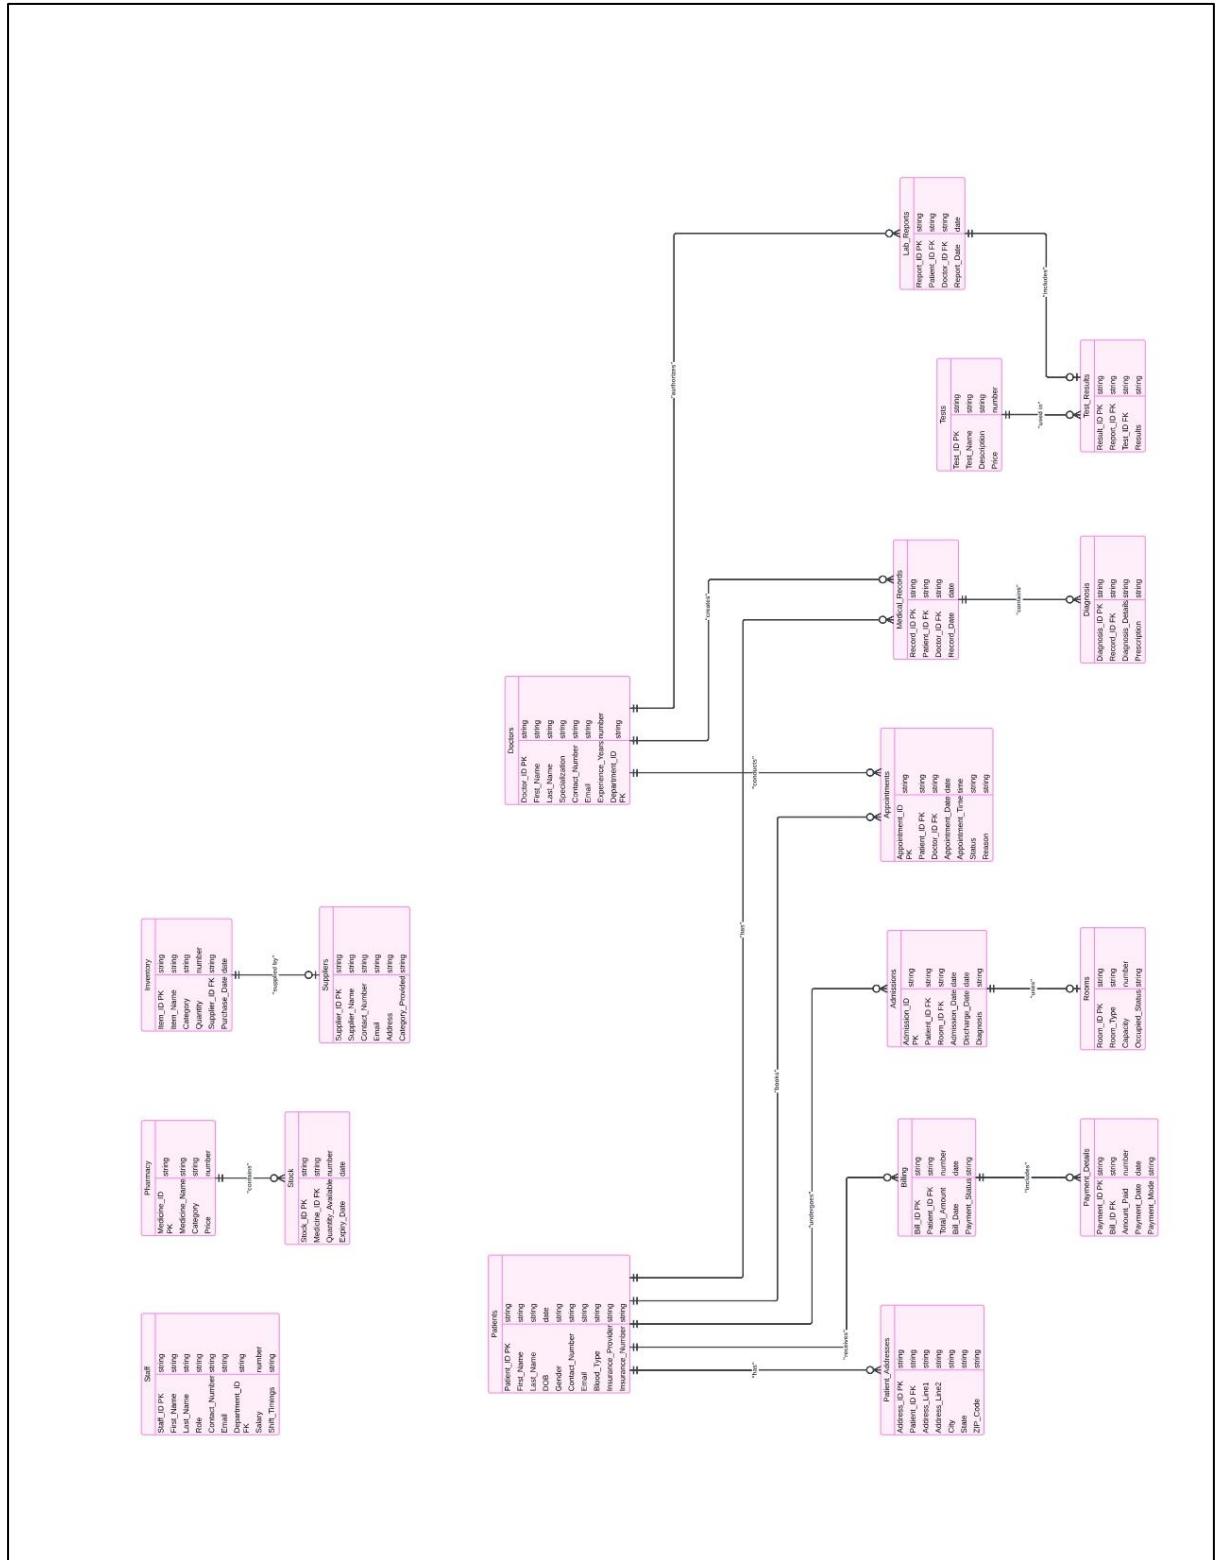 Staff
Staff_ID PK string
First_Name string
Last_Name string
Role string
Contact_Number string
Email string
Department_ID FK string
Salary number
Shift_Timings string
Pharmacy
Medicine_ID PK string
Medicine_Name string
Category string
Price number
"contains"
Stock
Stock_ID PK string
Medicine_ID FK string
Quantity_Available number
Expiry_Date date
Inventory
Item_ID PK string
Item_Name string
Category string
Quantity number
Supplier_ID FK string
Purchase_Date date
"supplied by"
Suppliers
Supplier_ID PK string
Supplier_Name string
Contact_Number string
Email string
Address string
Category_Provided string
Patients
Patient_ID PK string
First_Name string
Last_Name string
DOB date
Gender string
Contact_Number string
Email string
Blood_Type string
Insurance_Provider string
Insurance_Number string
Doctors
Doctor_ID PK string
First_Name string
Last_Name string
Specialization string
Contact_Number string
Email string
Experience_Years number
Department_ID FK string
"has"
"receives"
"undergoes"
"books"
"has"
"conducts"
"creates"
"authorizes"
Patient_Addresses
Address_ID PK string
Patient_ID FK string
Address_Line1 string
Address_Line2 string
City string
State string
ZIP_Code string
Billing
Bill_ID PK string
Patient_ID FK string
Total_Amount number
Bill_Date date
Payment_Status string
"includes"
Payment_Details
Payment_ID PK string
Bill_ID FK string
Amount_Paid number
Payment_Date date
Payment_Mode string
Admissions
Admission_ID PK string
Patient_ID FK string
Room_ID FK string
Admission_Date date
Discharge_Date date
Diagnosis string
"uses"
Rooms
Room_ID PK string
Room_Type string
Capacity number
Occupied_Status string
Appointments
Appointment_ID PK string
Patient_ID FK string
Doctor_ID FK string
Appointment_Date date
Appointment_Time time
Status string
Reason string
Medical_Records
Record_ID PK string
Patient_ID FK string
Doctor_ID FK string
Record_Date date
"contains"
Diagnosis
Diagnosis_ID PK string
Record_ID FK string
Diagnosis_Details string
Prescription string
Tests
Test_ID PK string
Test_Name string
Description string
Price number
"used in"
Lab_Reports
Report_ID PK string
Patient_ID FK string
Doctor_ID FK string
Report_Date date
"includes"
Test_Results
Result_ID PK string
Report_ID FK string
Test_ID FK string
Results string